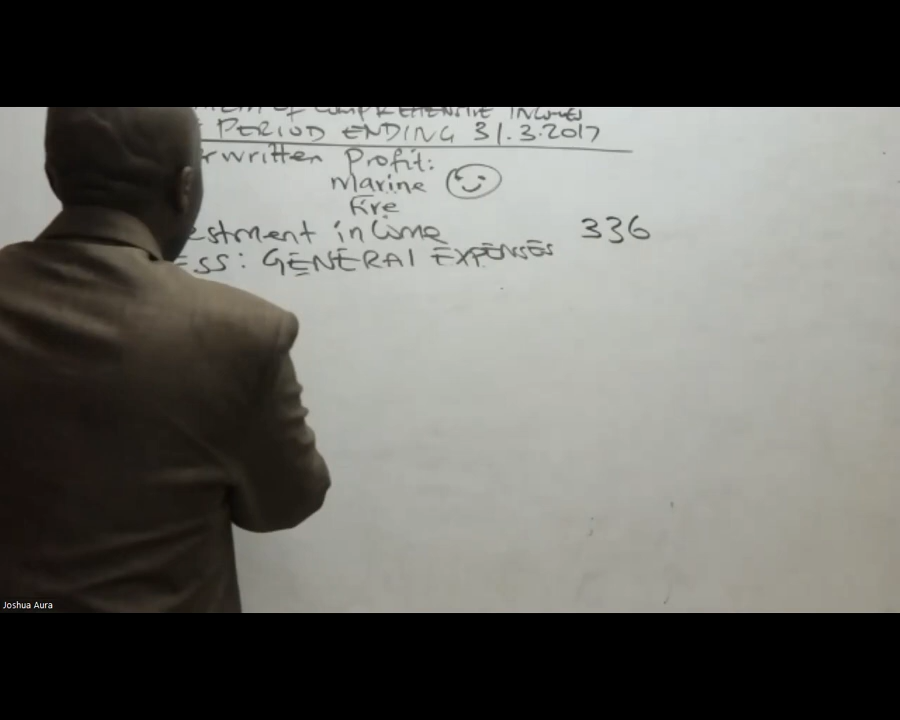 OF COMPREHENSIVE INCOMES
PERIOD ENDING 31.3.2017
rwritten Profit:
Marine
Fire
estment income 336
ESS: GENERAL EXPENSES
Joshua Aura